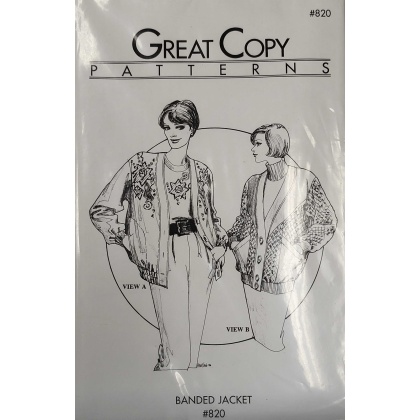 #820
GREAT COPY
PATTERNS
VIEW A
VIEW B
BANDED JACKET
#820